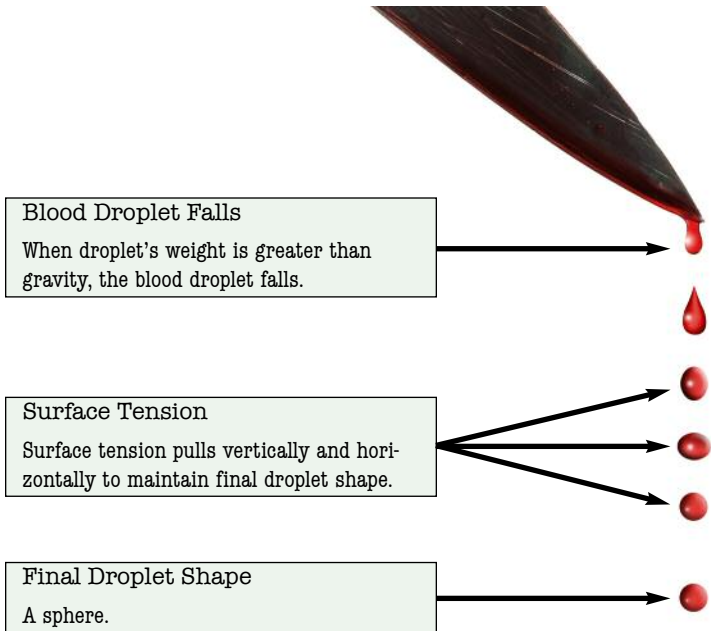 Blood Droplet Falls
When droplet's weight is greater than
gravity, the blood droplet falls.
Surface Tension
Surface tension pulls vertically and hori-
zontally to maintain final droplet shape.
Final Droplet Shape
A sphere.